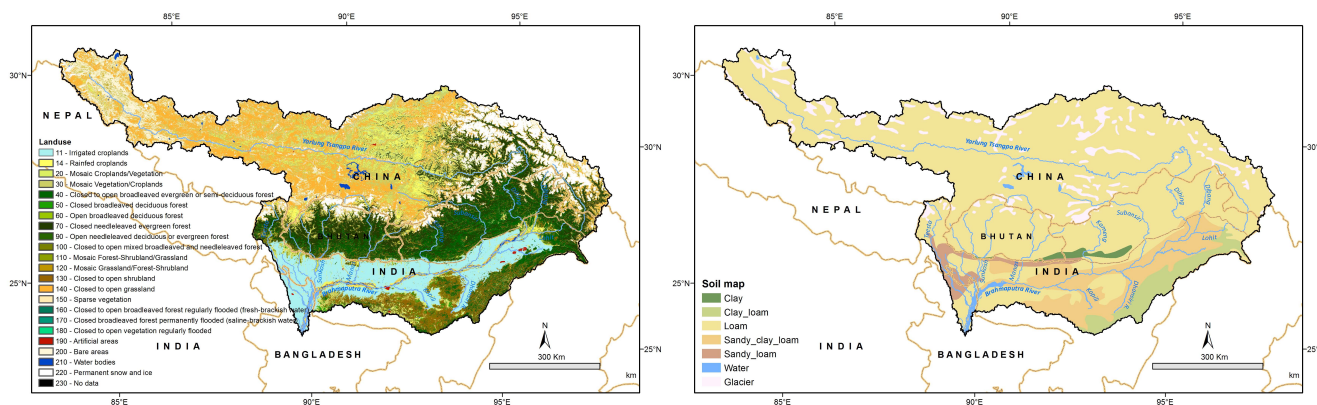 85°E 90°E 95°E
30°N
30°N
25°N
25°N
NEPAL
Yarlung Tsangpo River
CHINA
INDIA
Brahmaputra River
INDIA
BANGLADESH
Landuse
11 - Irrigated croplands
14 - Rainfed croplands
20 - Mosaic Croplands/Vegetation
30 - Mosaic Vegetation/Croplands
40 - Closed to open broadleaved evergreen or semi-deciduous forest
50 - Closed broadleaved deciduous forest
60 - Open broadleaved deciduous forest
70 - Closed needleleaved evergreen forest
90 - Open needleleaved deciduous or evergreen forest
100 - Closed to open mixed broadleaved and needleleaved forest
110 - Mosaic Forest-Shrubland/Grassland
120 - Mosaic Grassland/Forest-Shrubland
130 - Closed to open shrubland
140 - Closed to open grassland
150 - Sparse vegetation
160 - Closed to open broadleaved forest regularly flooded (fresh-brackish water)
170 - Closed broadleaved forest permanently flooded (saline-brackish water)
180 - Closed to open vegetation regularly flooded
190 - Artificial areas
200 - Bare areas
210 - Water bodies
220 - Permanent snow and ice
230 - No data
N
300 Km
km
85°E 90°E 95°E
85°E 90°E 95°E
30°N
30°N
25°N
25°N
Yarlung Tsangpo River
CHINA
NEPAL
Dibang
Subansiri
Kameng
Lohit
BHUTAN
INDIA
Manas
Brahmaputra River
Kopili
INDIA
BANGLADESH
Soil map
Clay
Clay_loam
Loam
Sandy_clay_loam
Sandy_loam
Water
Glacier
N
300 Km
km
85°E 90°E 95°E